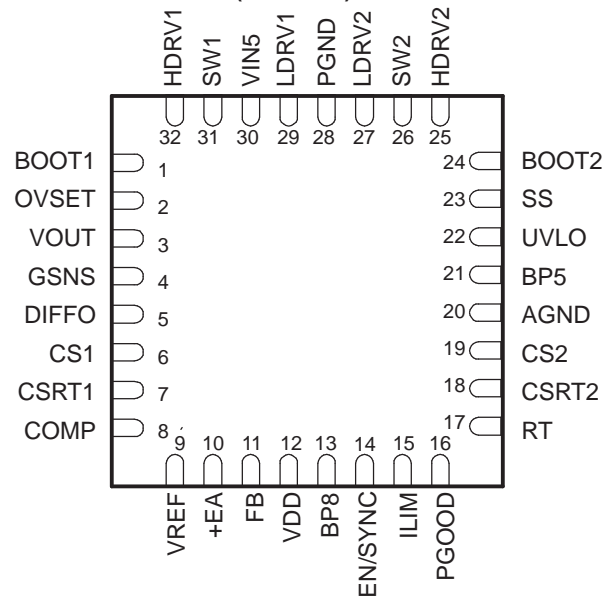 HDRV1
SW1
VIN5
LDRV1
PGND
LDRV2
SW2
HDRV2
32
31
30
29
28
27
26
25
BOOT1 1
OVSET 2
VOUT 3
GSNS 4
DIFFO 5
CS1 6
CSRT1 7
COMP 8
24 BOOT2
23 SS
22 UVLO
21 BP5
20 AGND
19 CS2
18 CSRT2
17 RT
9
10
11
12
13
14
15
16
VREF
+EA
FB
VDD
BP8
EN/SYNC
ILIM
PGOOD